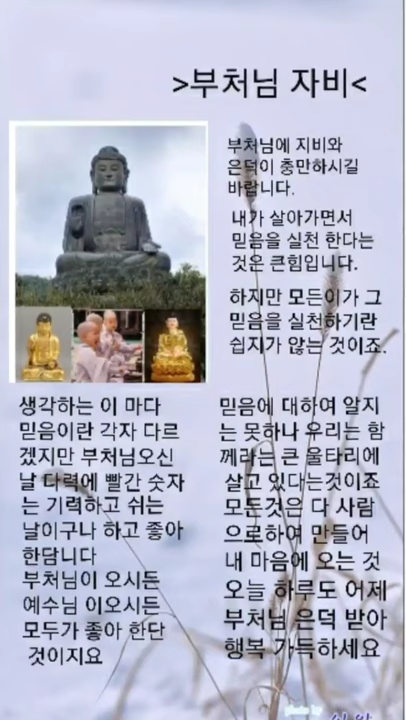 >부처님 자비<
부처님에 지비와
은덕이 충만하시길
바랍니다.
내가 살아가면서
믿음을 실천 한다는
것은 큰힘입니다.
하지만 모든이가 그
믿음을 실천하기란
쉽지가 않는 것이죠.
생각하는 이 마다
믿음이란 각자 다르
겠지만 부처님오신
날 다력에 빨간 숫자
는 기력하고 쉬는
날이구나 하고 좋아
한담니다
부처님이 오시든
예수님 이오시든
모두가 좋아 한단
것이지요
믿음에 대하여 알지
는 못하나 우리는 함
께라는 큰 울타리에
살고 있다는것이죠
모든것은 다 사람
으로하여 만들어
내 마음에 오는 것
오늘 하루도 어제
부처님 은덕 받아
행복 가득하세요